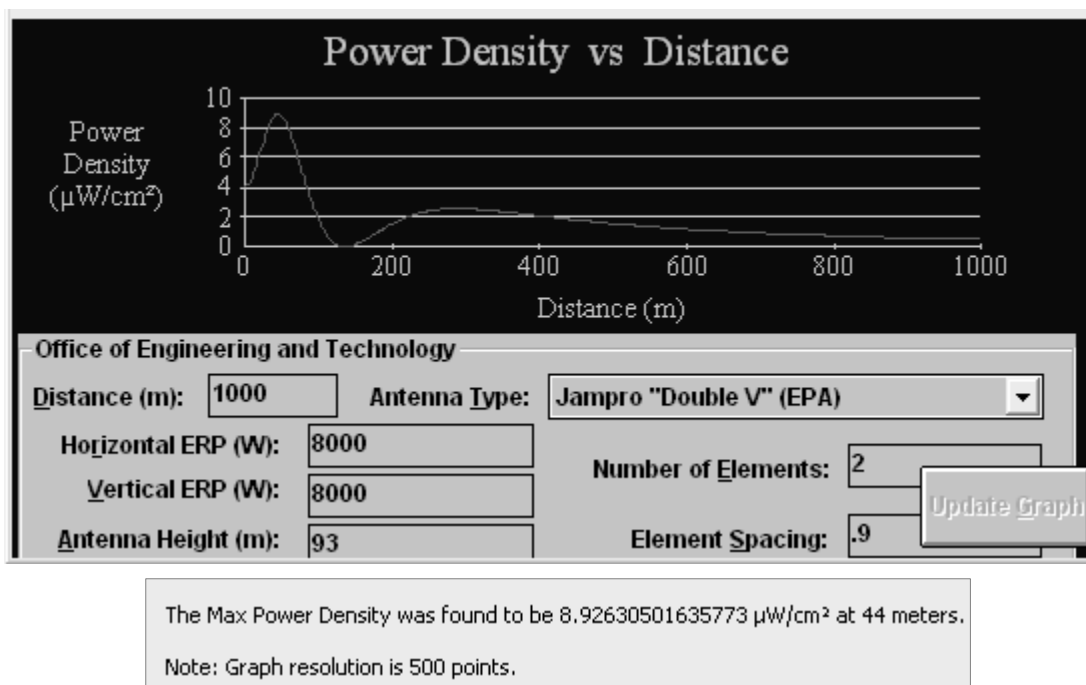 Power Density vs Distance
Power
Density
(µW/cm²)
10
8
6
4
2
0
0 200 400 600 800 1000
Distance (m)
Office of Engineering and Technology
Distance (m): 1000 Antenna Type: Jampro "Double V" (EPA)
Horizontal ERP (W): 8000
Number of Elements: 2
Vertical ERP (W): 8000
Update Graph
Antenna Height (m): 93 Element Spacing: .9
The Max Power Density was found to be 8.92630501635773 µW/cm² at 44 meters.
Note: Graph resolution is 500 points.